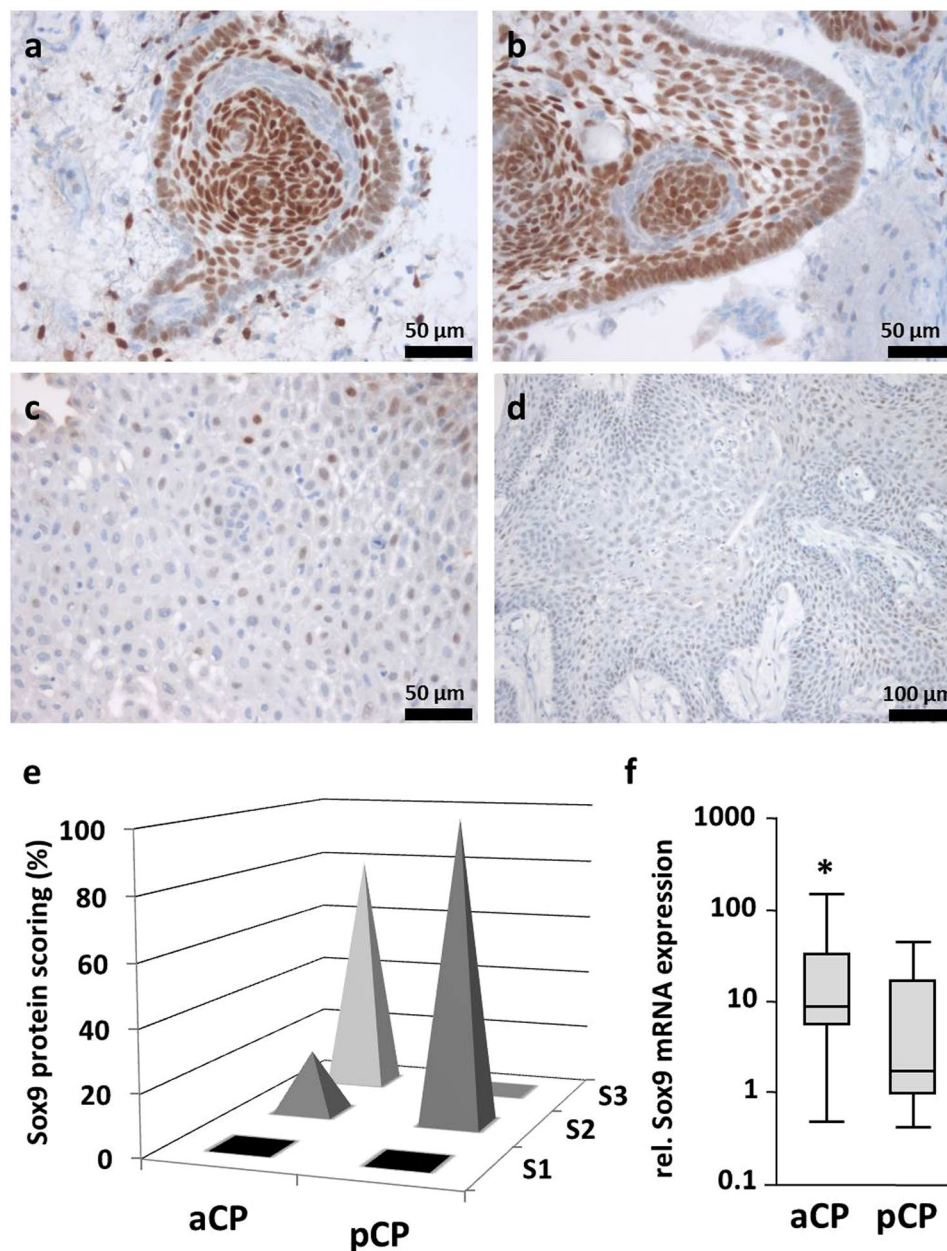 a
b
50 µm
50 µm
c
d
50 µm
100 µm
e
f
Sox9 protein scoring (%)
100
80
60
40
20
0
S3
S2
S1
aCP
pCP
rel. Sox9 mRNA expression
1000
100
10
1
0.1
*
aCP
pCP